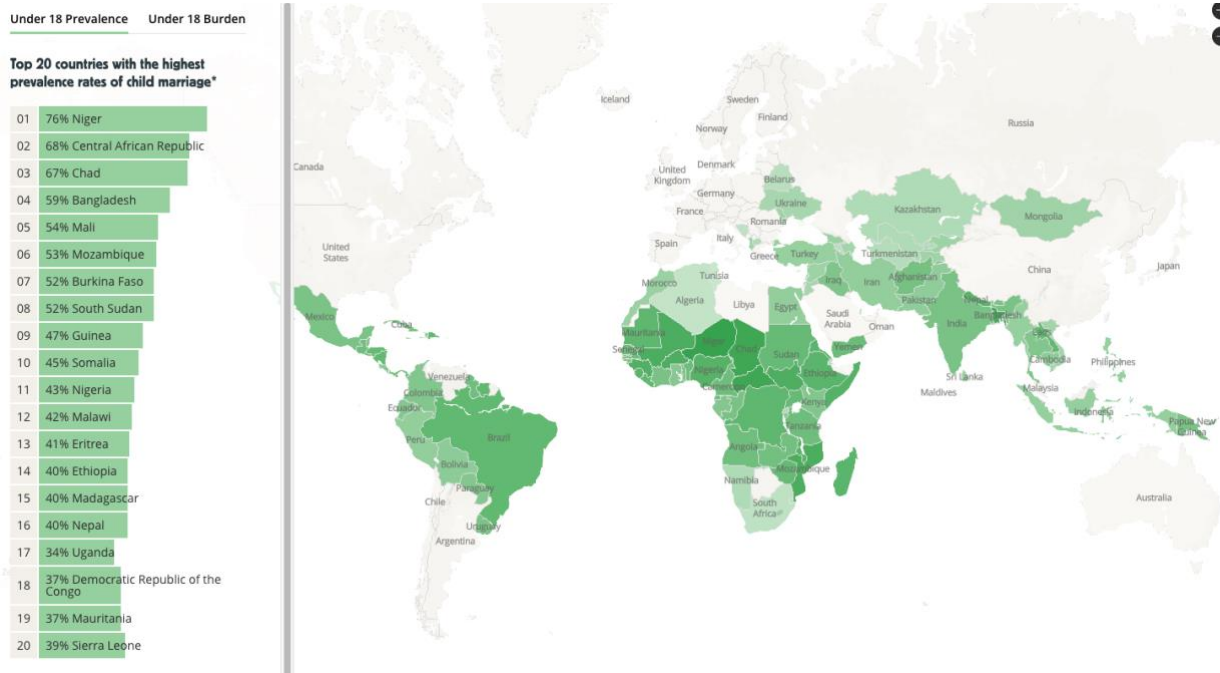 Under 18 Prevalence Under 18 Burden
Top 20 countries with the highest
prevalence rates of child marriage*
01 76% Niger
02 68% Central African Republic
03 67% Chad
04 59% Bangladesh
05 54% Mali
06 53% Mozambique
07 52% Burkina Faso
08 52% South Sudan
09 47% Guinea
10 45% Somalia
11 43% Nigeria
12 42% Malawi
13 41% Eritrea
14 40% Ethiopia
15 40% Madagascar
16 40% Nepal
17 34% Uganda
18 37% Democratic Republic of the
Congo
19 37% Mauritania
20 39% Sierra Leone
Iceland
Sweden
Finland
Norway
Russia
Canada
United
Kingdom
Denmark
Belarus
Germany
Ukraine
Kazakhstan
Mongolia
France
Romania
Spain
Italy
Greece
Turkey
Turkmenistan
United
States
China
Japan
Tunisia
Morocco
Algeria
Libya
Egypt
Iraq
Iran
Afghanistan
Pakistan
Nepal
Saudi
Arabia
Oman
India
Bangladesh
Mexico
Cuba
Mauritania
Senegal
Niger
Chad
Sudan
Yemen
Laos
Cambodia
Philippines
Venezuela
Colombia
Ecuador
Nigeria
Cameroon
Ethiopia
Kenya
Sri Lanka
Maldives
Malaysia
Indonesia
Papua New
Guinea
Peru
Brazil
Bolivia
Paraguay
Tanzania
Angola
Mozambique
Namibia
South
Africa
Chile
Uruguay
Argentina
Australia